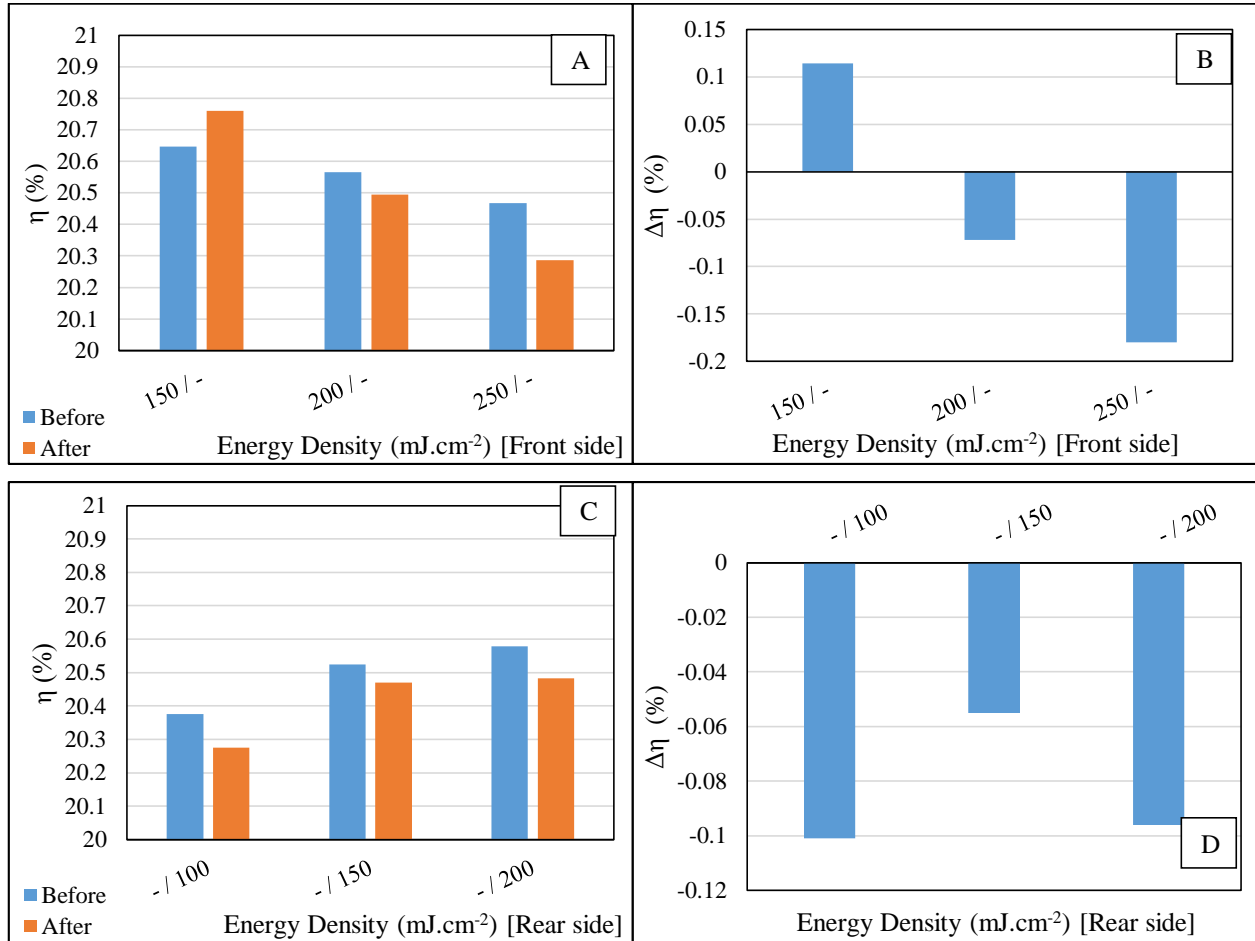 A
21
20.9
20.8
20.7
20.6
20.5
20.4
20.3
20.2
20.1
20
η (%)
150 / -
200 / -
250 / -
Before
After
Energy Density (mJ.cm-2) [Front side]
B
0.15
0.1
0.05
0
-0.05
-0.1
-0.15
-0.2
Δη (%)
150 / -
200 / -
250 / -
Energy Density (mJ.cm-2) [Front side]
C
21
20.9
20.8
20.7
20.6
20.5
20.4
20.3
20.2
20.1
20
η (%)
- / 100
- / 150
- / 200
Before
After
Energy Density (mJ.cm-2) [Rear side]
- / 100
- / 150
- / 200
0
-0.02
-0.04
-0.06
-0.08
-0.1
-0.12
Δη (%)
D
Energy Density (mJ.cm-2) [Rear side]